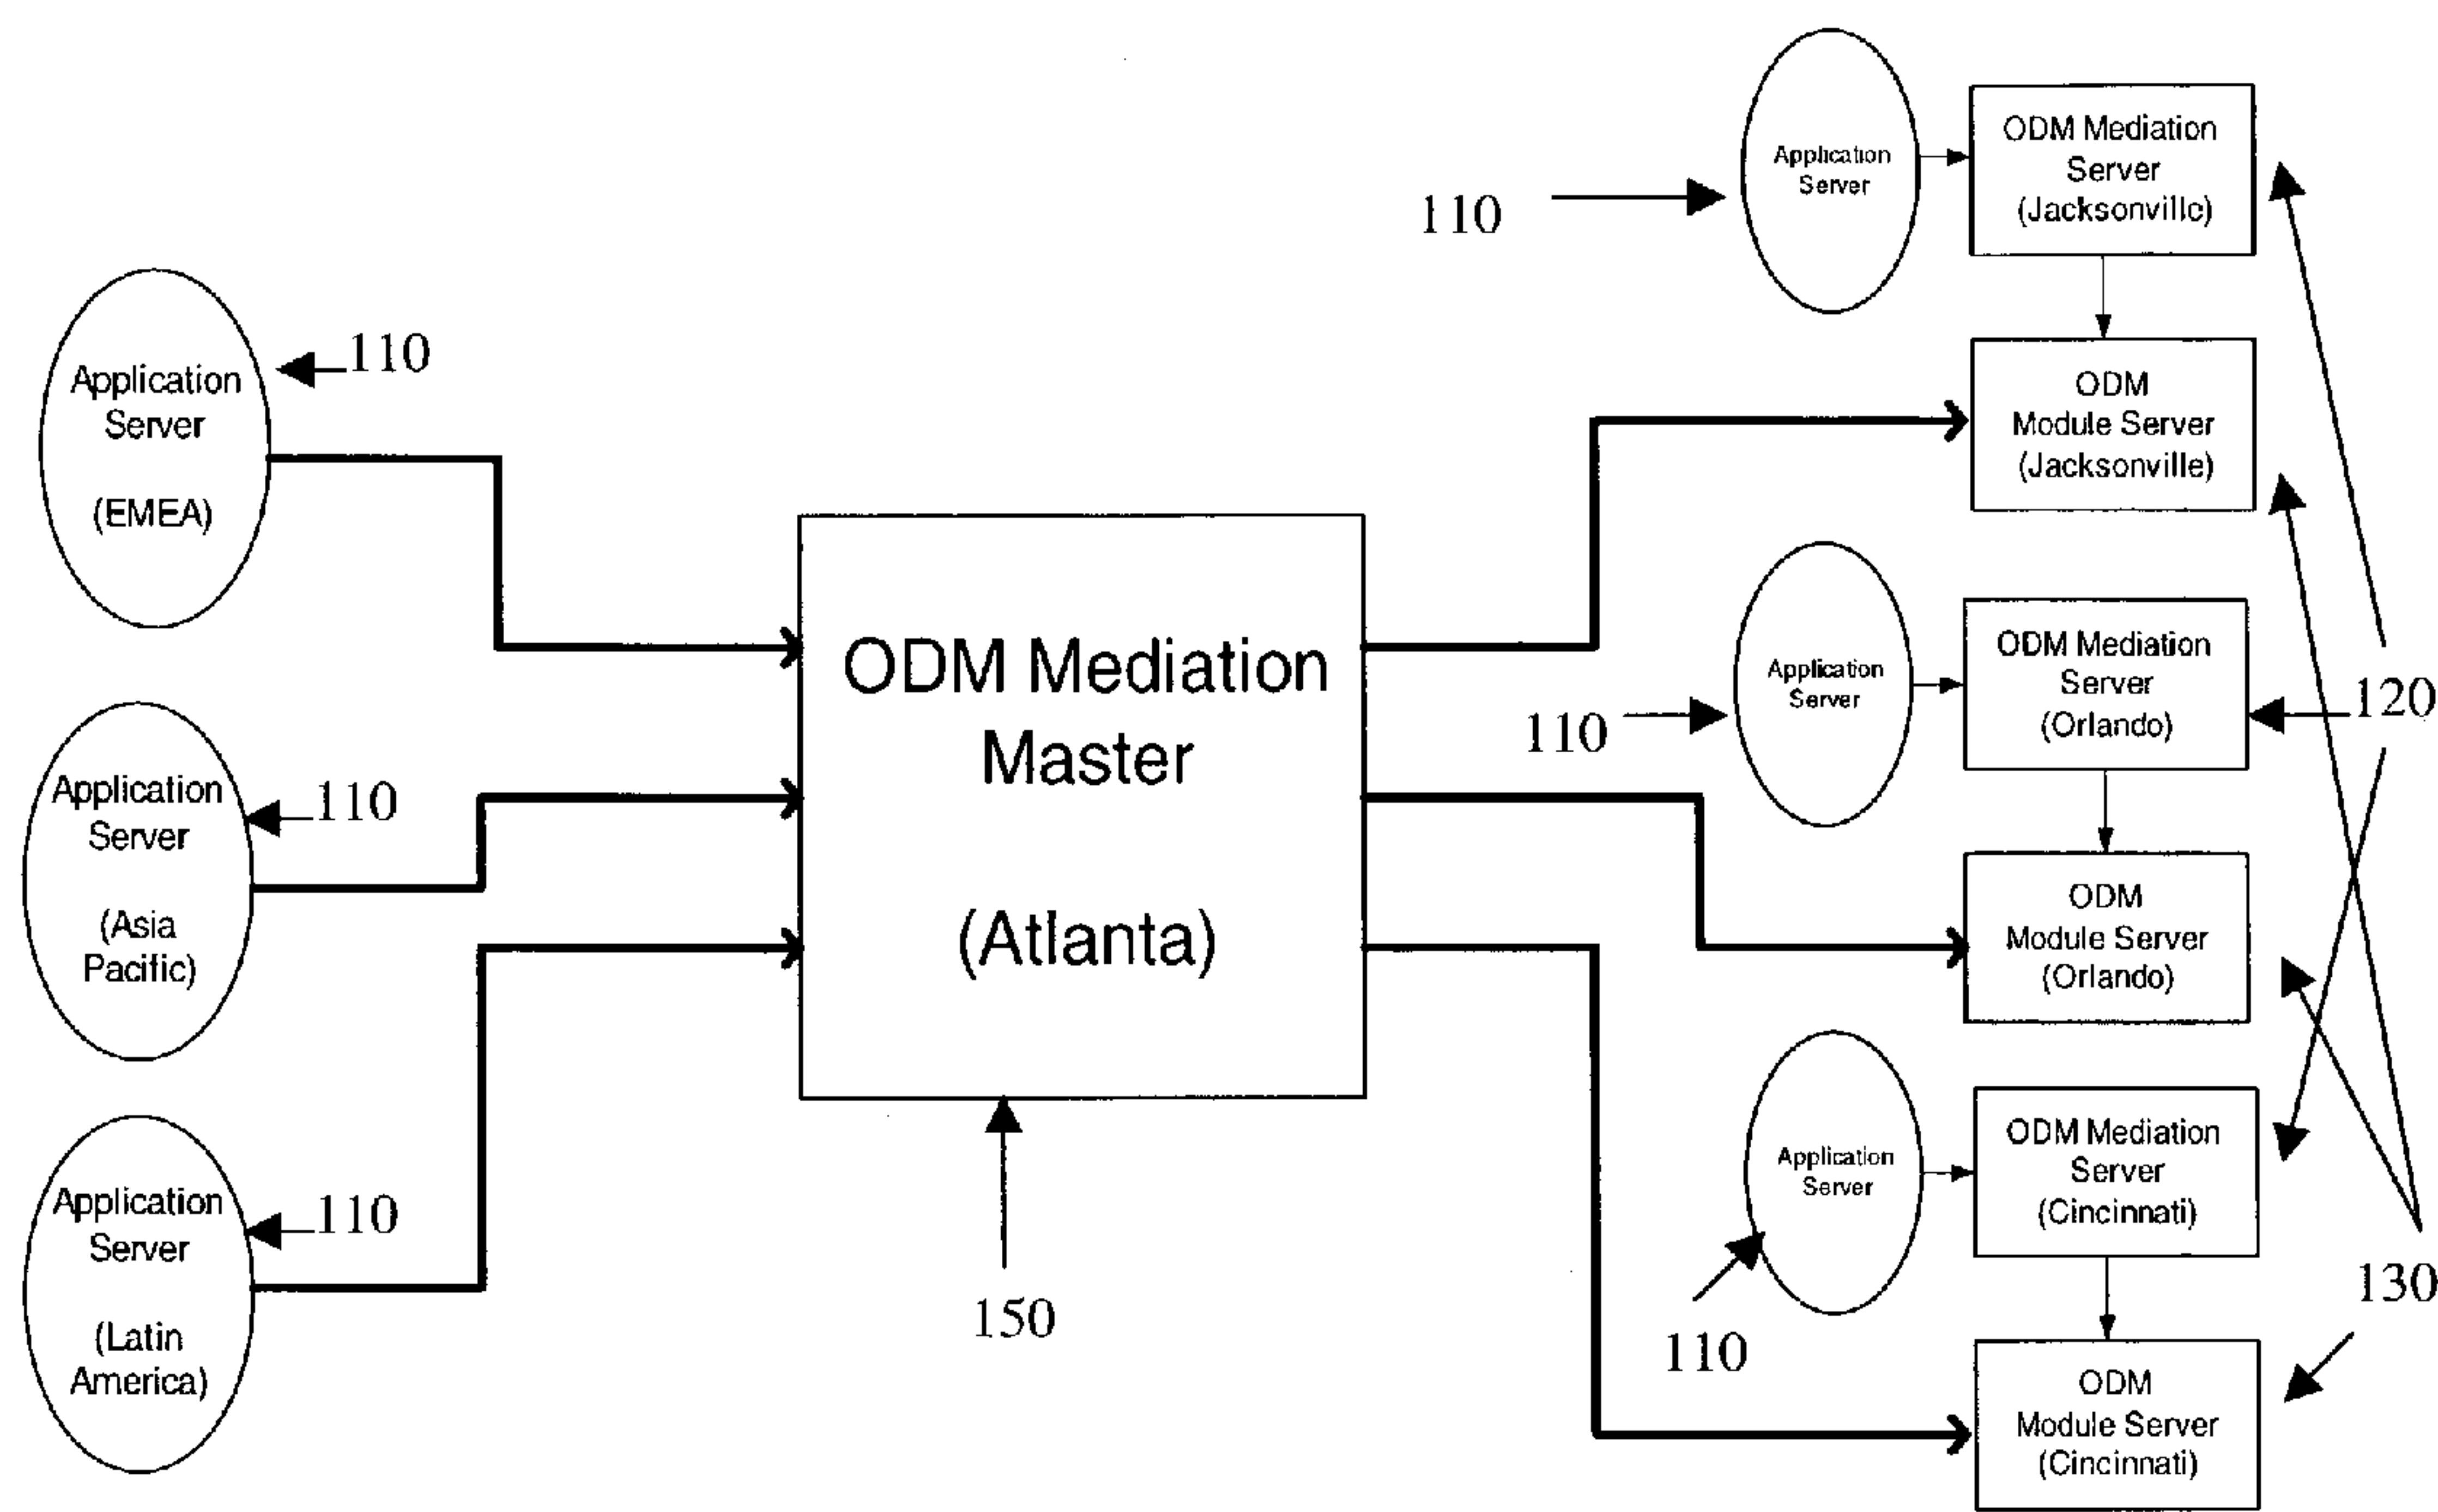 Application
Server
(EMEA)
110
Application
Server
(Asia
Pacific)
110
Application
Server
(Latin
America)
110
ODM Mediation
Master
(Atlanta)
150
110
Application
Server
ODM Mediation
Server
(Jacksonville)
ODM
Module Server
(Jacksonville)
110
Application
Server
ODM Mediation
Server
(Orlando)
120
ODM
Module Server
(Orlando)
110
Application
Server
ODM Mediation
Server
(Cincinnati)
130
ODM
Module Server
(Cincinnati)